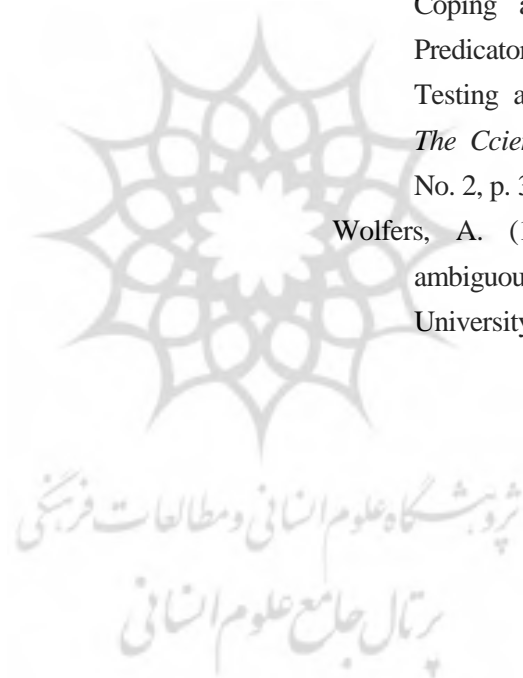 Coping a
Predicator
Testing a
The Ccier
No. 2, p. 3
Wolfers, A. (1
ambiguou
University
پژوهشگاه علوم انسانی و مطالعات فرهنگی
پرتال جامع علوم انسانی